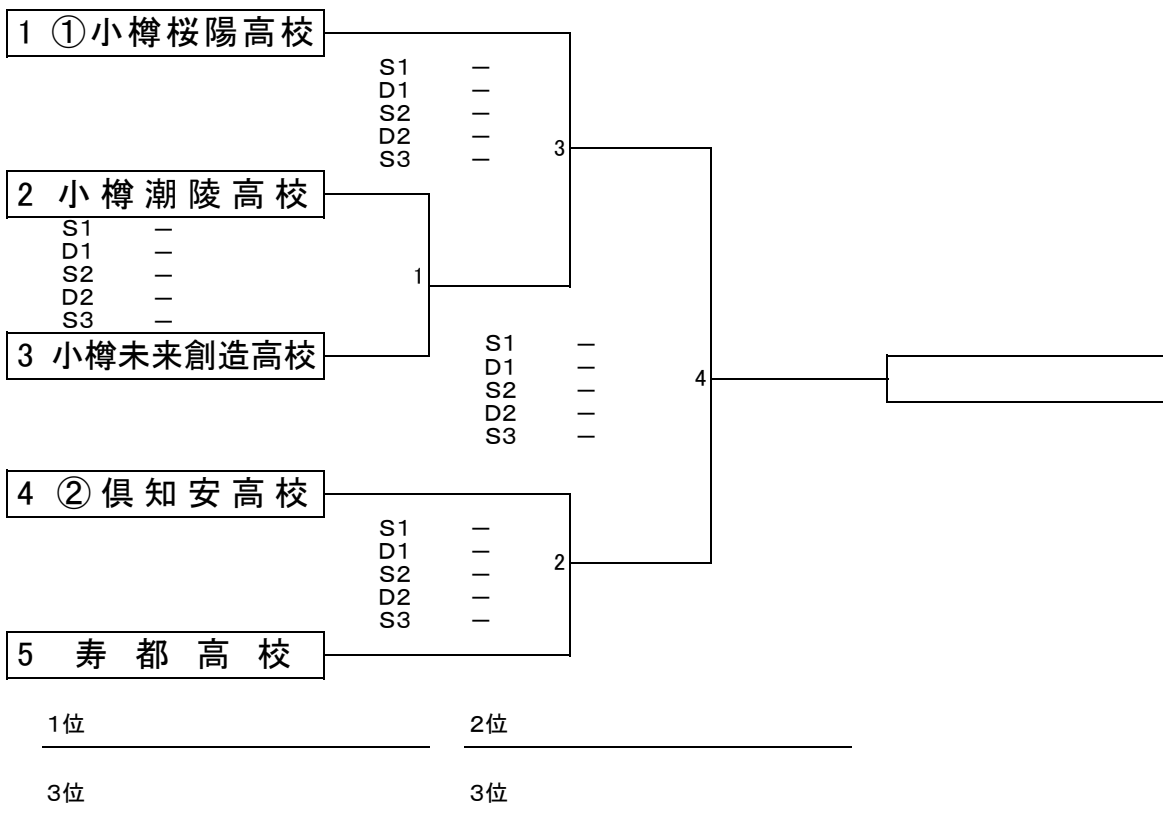 1 ①小樽桜陽高校
S1 －
D1 －
S2 －
D2 －
S3 －
3
2 小樽潮陵高校
S1 －
D1 －
S2 －
D2 －
S3 －
1
3 小樽未来創造高校
S1 －
D1 －
S2 －
D2 －
S3 －
4
4 ②倶知安高校
S1 －
D1 －
S2 －
D2 －
S3 －
2
5 寿都高校
1位
2位
3位
3位